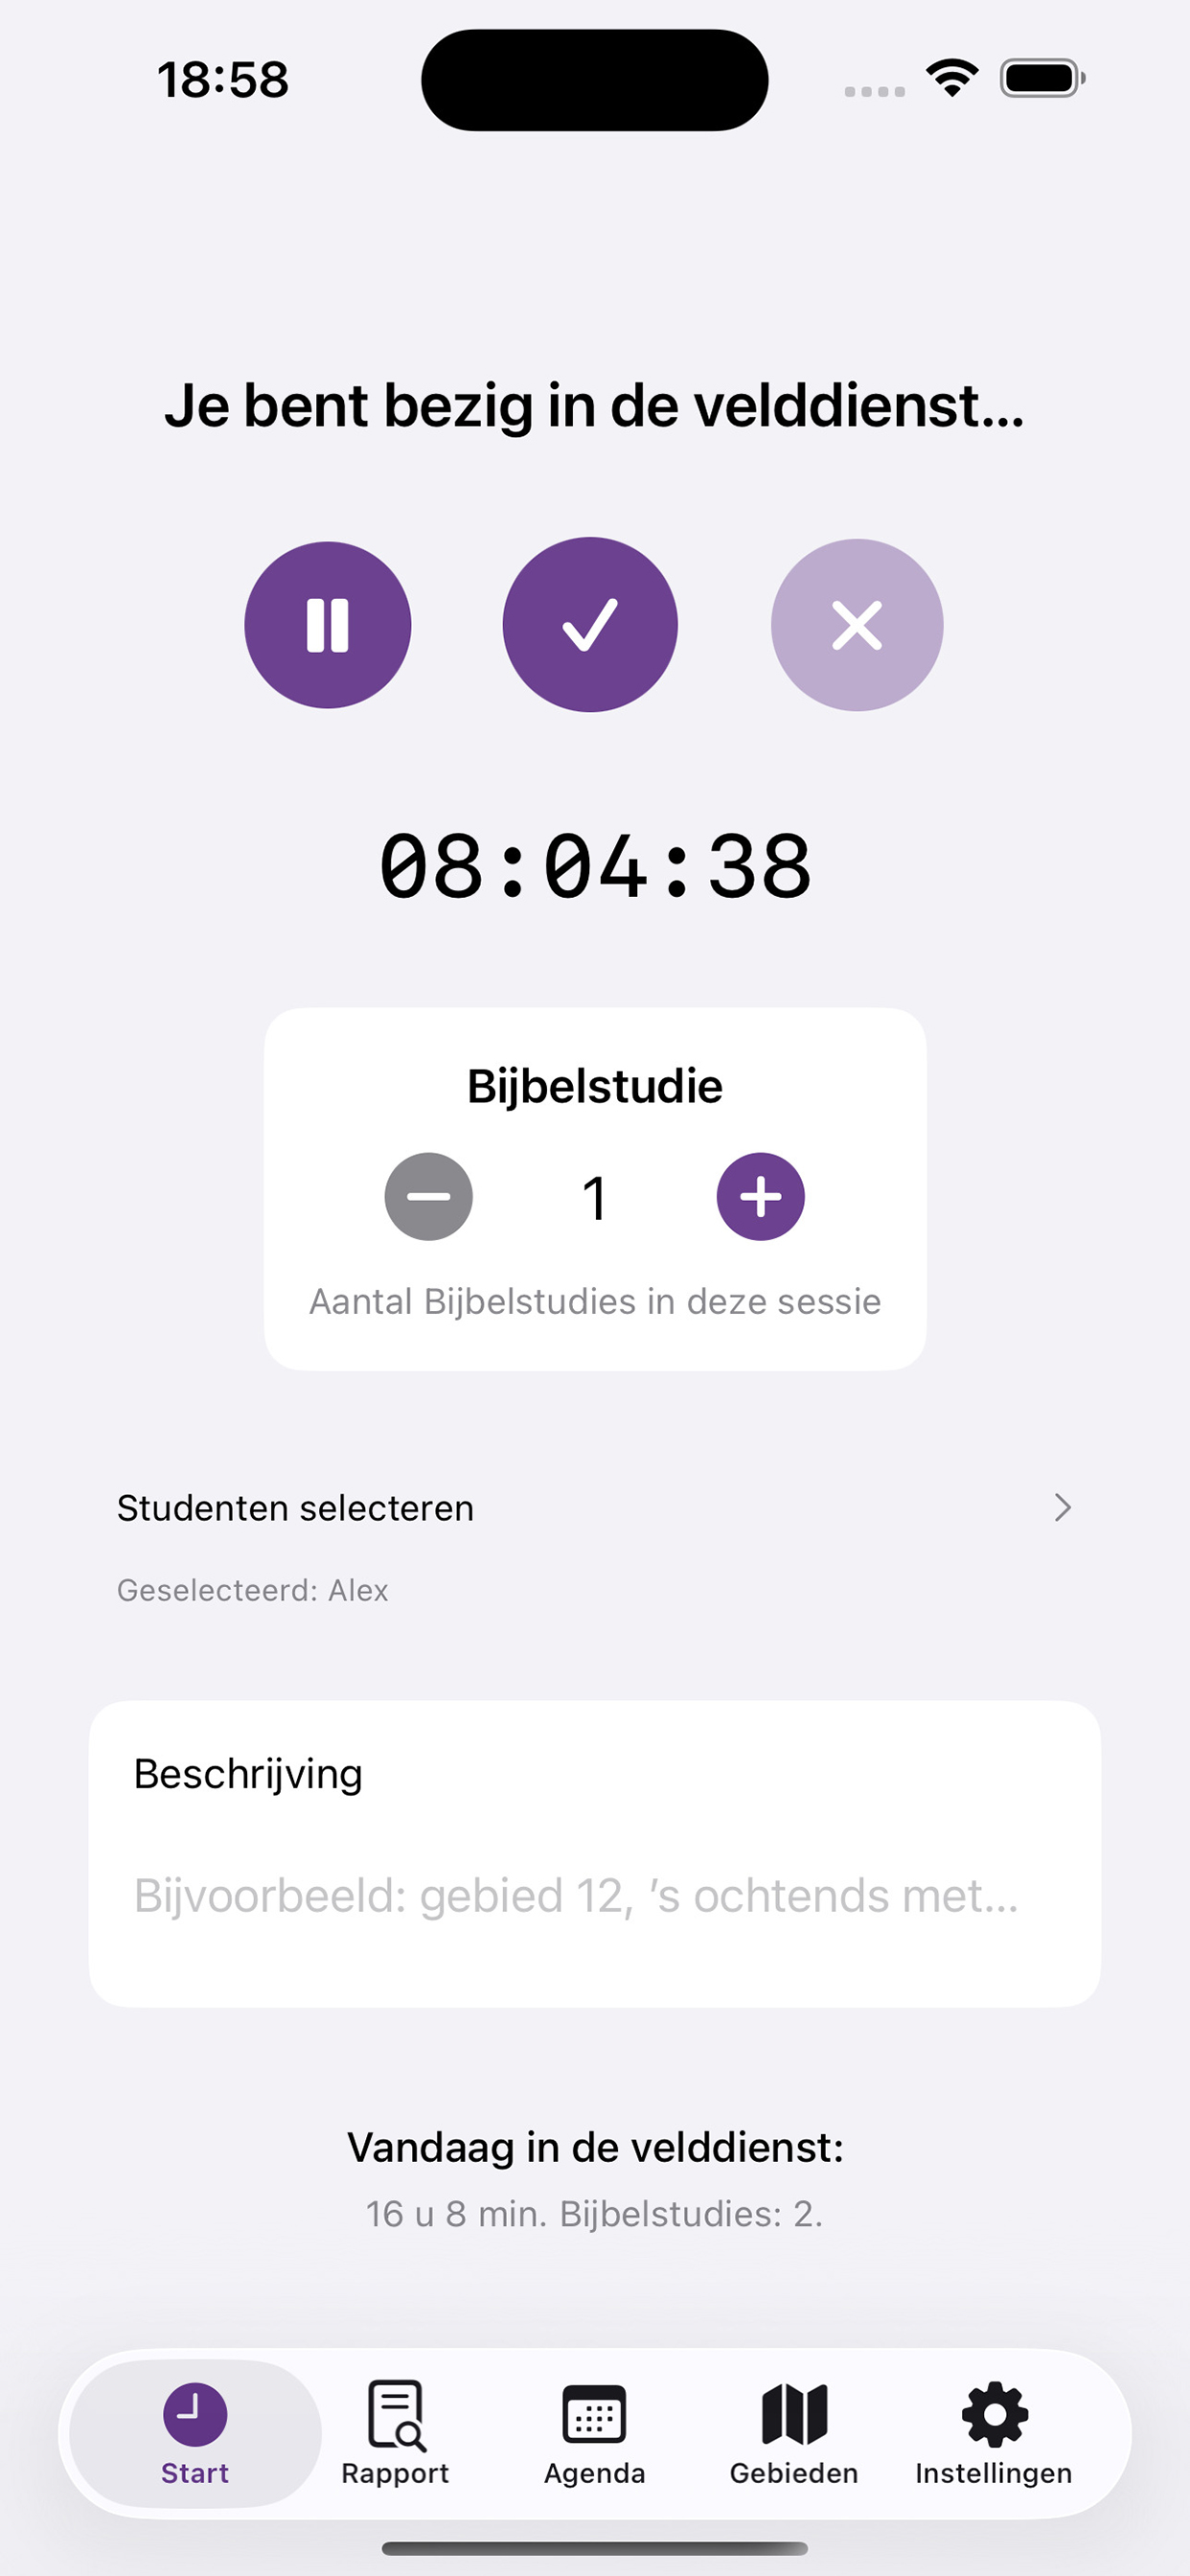 18:58
Je bent bezig in de velddienst...
08:04:38
Bijbelstudie
1
Aantal Bijbelstudies in deze sessie
Studenten selecteren
Geselecteerd: Alex
Beschrijving
Bijvoorbeeld: gebied 12, ’s ochtends met...
Vandaag in de velddienst:
16 u 8 min. Bijbelstudies: 2.
Start Rapport Agenda Gebieden Instellingen